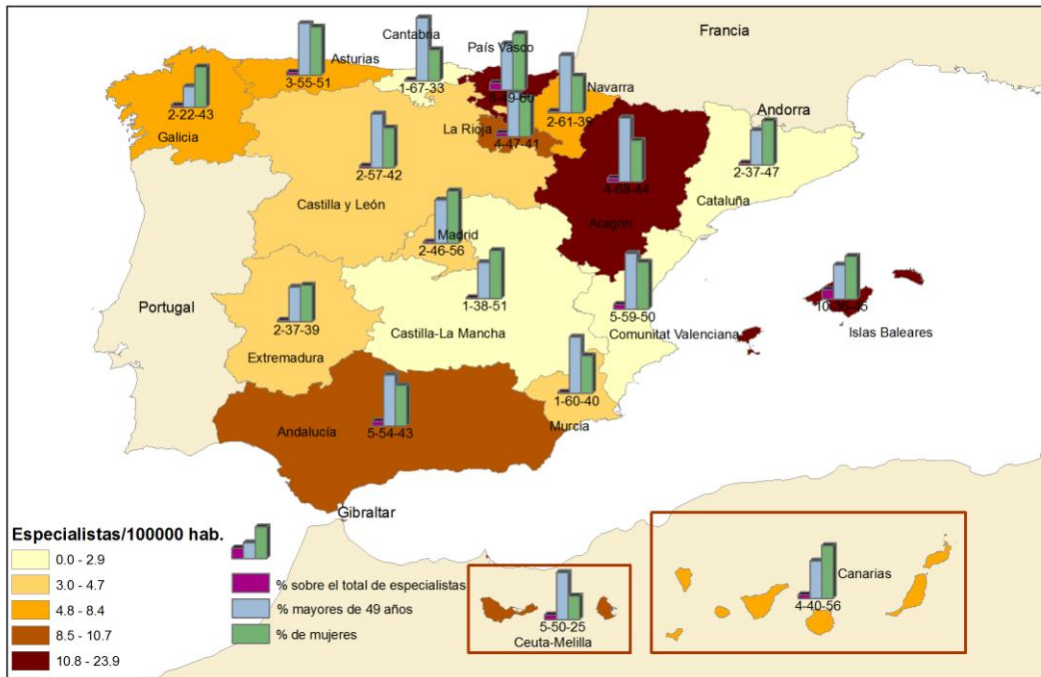 Francia
Cantabria
Asturias
País Vasco
3-55-51
1-67-33
Navarra
2-61-39
Andorra
2-22-43
Galicia
La Rioja
4-47-41
2-57-42
2-37-47
4-68-44
Cataluña
Castilla y León
Aragón
Madrid
2-46-56
Portugal
1-38-51
5-59-50
Islas Baleares
2-37-39
Castilla-La Mancha
Comunitat Valenciana
Extremadura
1-60-40
Murcia
Andalucía
5-54-43
Gibraltar
Especialistas/100000 hab.
0.0 - 2.9
3.0 - 4.7
4.8 - 8.4
8.5 - 10.7
10.8 - 23.9
% sobre el total de especialistas
% mayores de 49 años
% de mujeres
5-50-25
Ceuta-Melilla
Canarias
4-40-56